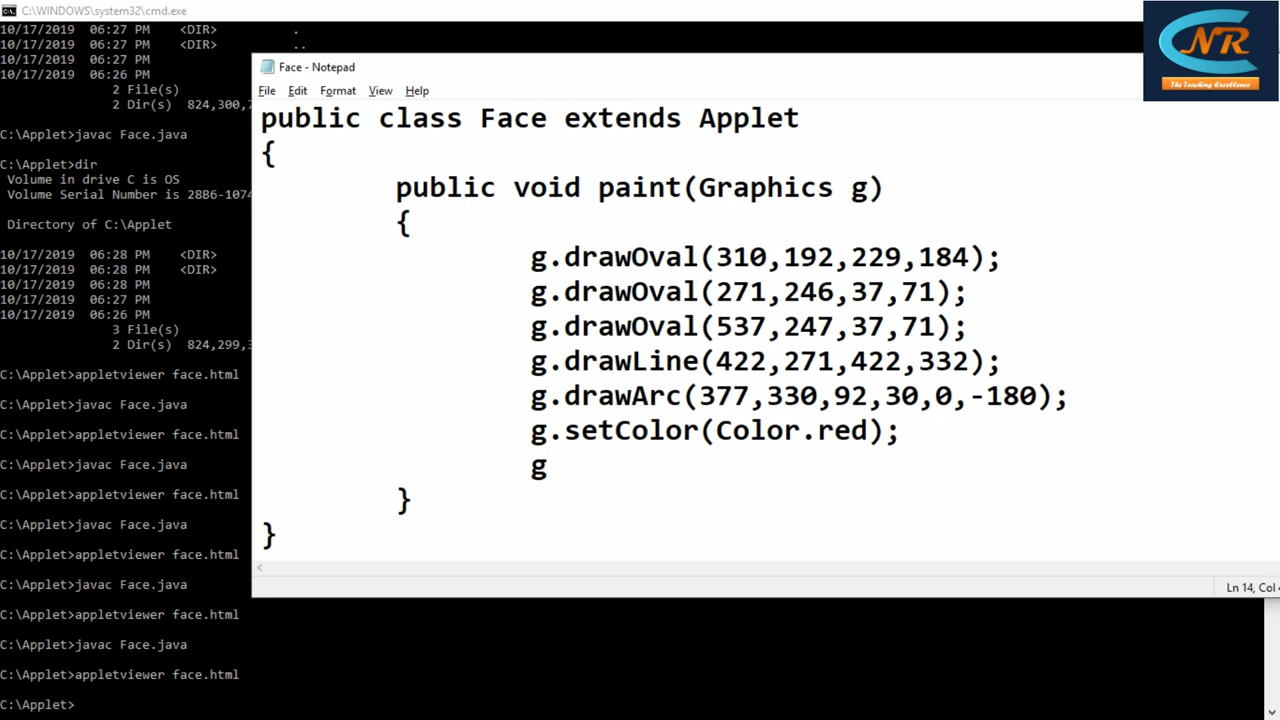 C:\WINDOWS\system32\cmd.exe
10/17/2019 06:27 PM <DIR> .
10/17/2019 06:27 PM <DIR> ..
10/17/2019 06:27 PM
10/17/2019 06:26 PM
2 File(s)
2 Dir(s) 824,300,
C:\Applet>javac Face.java
C:\Applet>dir
Volume in drive C is OS
Volume Serial Number is 28B6-1074
Directory of C:\Applet
10/17/2019 06:28 PM <DIR>
10/17/2019 06:28 PM <DIR>
10/17/2019 06:28 PM
10/17/2019 06:27 PM
10/17/2019 06:26 PM
3 File(s)
2 Dir(s) 824,299,
C:\Applet>appletviewer face.html
C:\Applet>javac Face.java
C:\Applet>appletviewer face.html
C:\Applet>javac Face.java
C:\Applet>appletviewer face.html
C:\Applet>javac Face.java
C:\Applet>appletviewer face.html
C:\Applet>javac Face.java
C:\Applet>appletviewer face.html
C:\Applet>javac Face.java
C:\Applet>appletviewer face.html
C:\Applet>
Face - Notepad
File Edit Format View Help
public class Face extends Applet
{
public void paint(Graphics g)
{
g.drawOval(310,192,229,184);
g.drawOval(271,246,37,71);
g.drawOval(537,247,37,71);
g.drawLine(422,271,422,332);
g.drawArc(377,330,92,30,0,-180);
g.setColor(Color.red);
g
}
}
Ln 14, Col
CNR
The Teaching Excellence